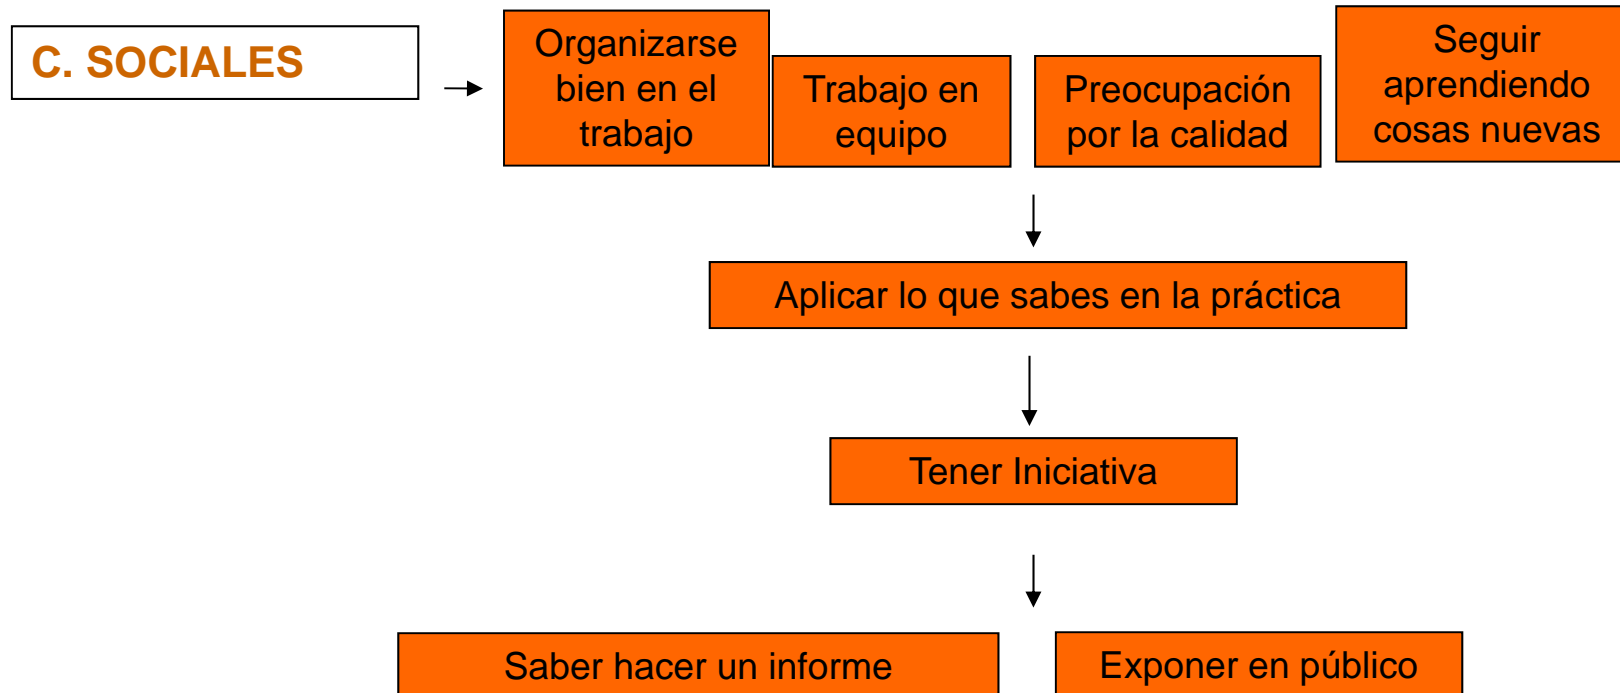 C. SOCIALES
Organizarse
bien en el
trabajo
Trabajo en
equipo
Preocupación
por la calidad
Seguir
aprendiendo
cosas nuevas
Aplicar lo que sabes en la práctica
Tener Iniciativa
Saber hacer un informe
Exponer en público